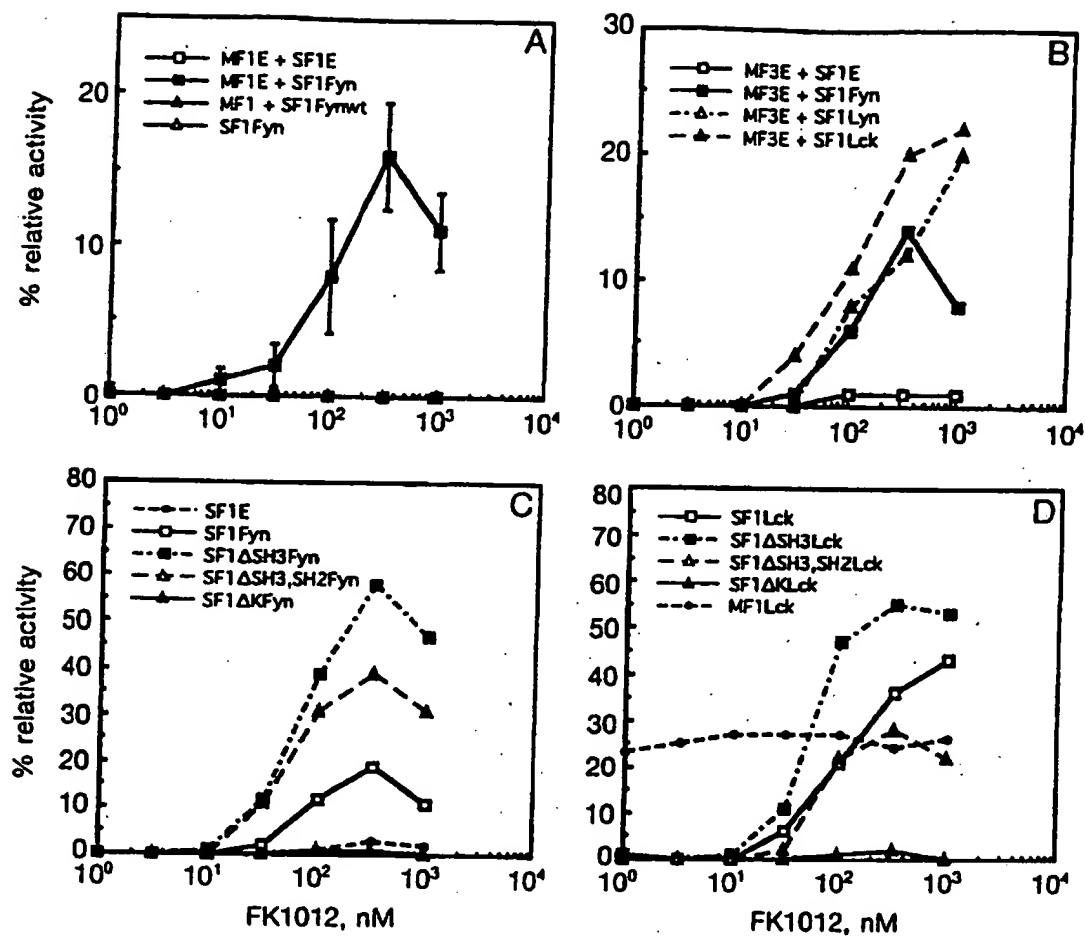 A
MF1E + SF1E
MF1E + SF1Fyn
MF1 + SF1Fynwt
SF1Fyn
% relative activity
20
10
0
10⁰ 10¹ 10² 10³ 10⁴
B
MF3E + SF1E
MF3E + SF1Fyn
MF3E + SF1Lyn
MF3E + SF1Lck
30
20
10
0
10⁰ 10¹ 10² 10³ 10⁴
C
SF1E
SF1Fyn
SF1ΔSH3Fyn
SF1ΔSH3,SH2Fyn
SF1ΔKFyn
% relative activity
80
70
60
50
40
30
20
10
0
10⁰ 10¹ 10² 10³ 10⁴
FK1012, nM
D
SF1Lck
SF1ΔSH3Lck
SF1ΔSH3,SH2Lck
SF1ΔKLck
MF1Lck
80
70
60
50
40
30
20
10
0
10⁰ 10¹ 10² 10³ 10⁴
FK1012, nM